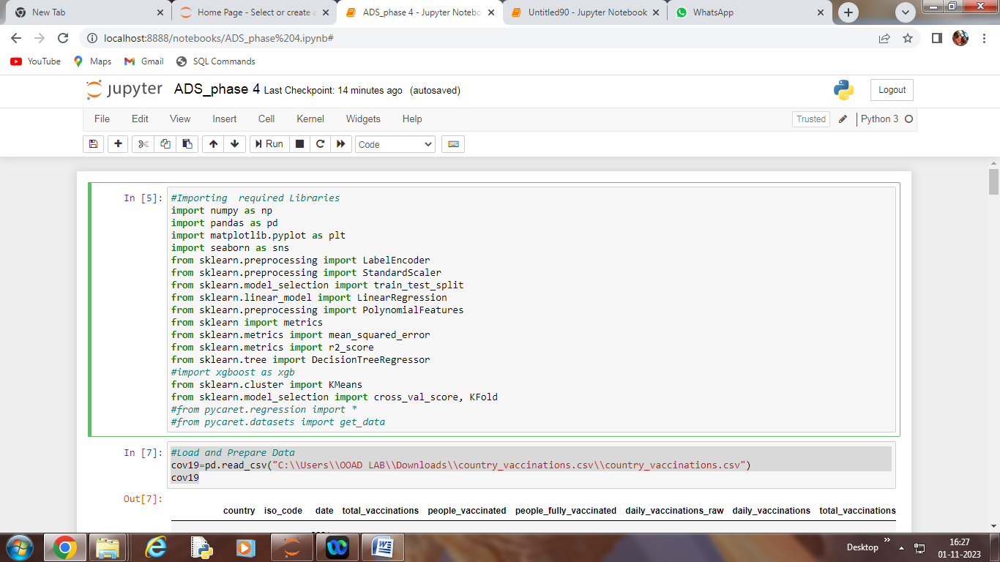 New Tab
Home Page - Select or create a
ADS_phase 4 - Jupyter Notebo
Untitled90 - Jupyter Notebook
WhatsApp
localhost:8888/notebooks/ADS_phase%204.ipynb#
YouTube Maps Gmail SQL Commands
jupyter ADS_phase 4 Last Checkpoint: 14 minutes ago (autosaved)
Logout
File Edit View Insert Cell Kernel Widgets Help
Trusted Python 3
Run Code
In [5]:
#Importing  required Libraries
import numpy as np
import pandas as pd
import matplotlib.pyplot as plt
import seaborn as sns
from sklearn.preprocessing import LabelEncoder
from sklearn.preprocessing import StandardScaler
from sklearn.model_selection import train_test_split
from sklearn.linear_model import LinearRegression
from sklearn.preprocessing import PolynomialFeatures
from sklearn import metrics
from sklearn.metrics import mean_squared_error
from sklearn.metrics import r2_score
from sklearn.tree import DecisionTreeRegressor
#import xgboost as xgb
from sklearn.cluster import KMeans
from sklearn.model_selection import cross_val_score, KFold
#from pycaret.regression import *
#from pycaret.datasets import get_data
In [7]:
#Load and Prepare Data
cov19=pd.read_csv("C:\\Users\\OOAD LAB\\Downloads\\country_vaccinations.csv\\country_vaccinations.csv")
cov19
Out[7]:
country iso_code date total_vaccinations people_vaccinated people_fully_vaccinated daily_vaccinations_raw daily_vaccinations total_vaccinations
Desktop
16:27
01-11-2023